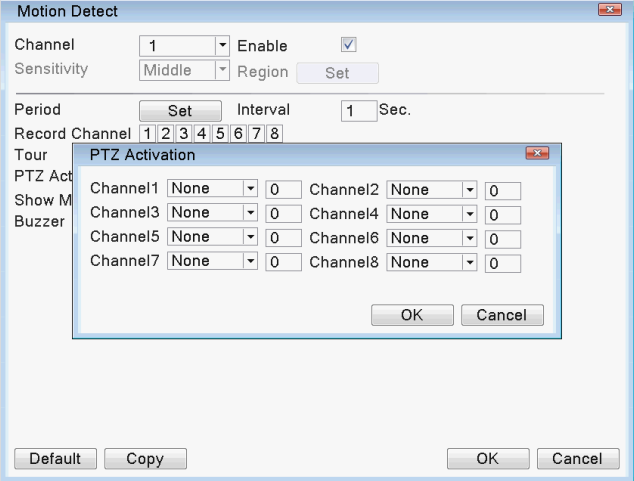 Motion Detect
Channel 1 Enable
Sensitivity Middle Region Set
Period Set Interval 1 Sec.
Record Channel 1 2 3 4 5 6 7 8
Tour
PTZ Activation
PTZ Act
Channel1 None 0 Channel2 None 0
Show M
Channel3 None 0 Channel4 None 0
Buzzer
Channel5 None 0 Channel6 None 0
Channel7 None 0 Channel8 None 0
OK Cancel
Default Copy OK Cancel